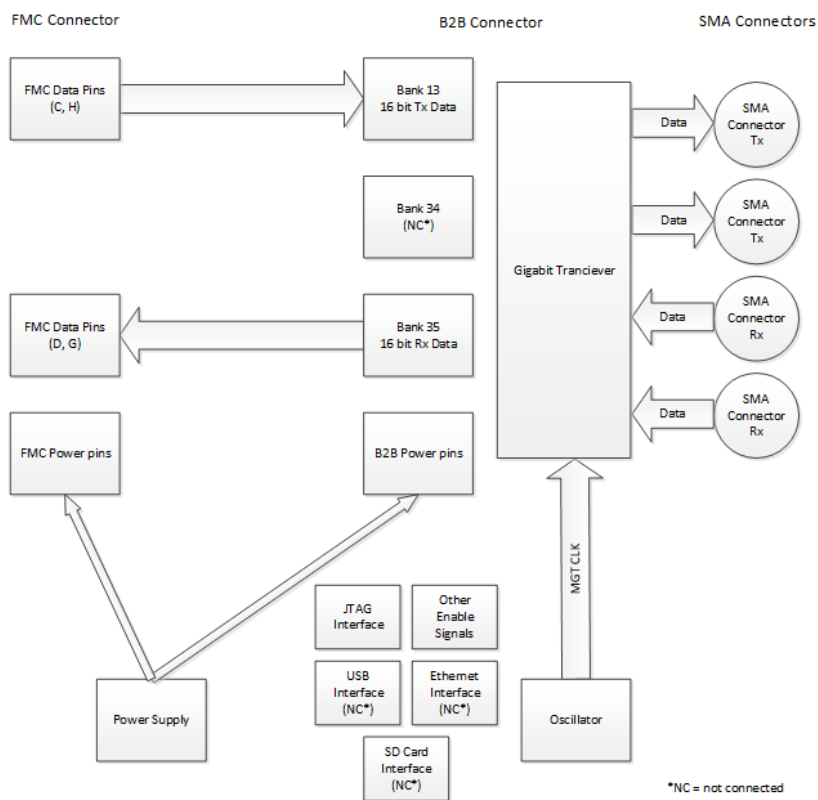 FMC Connector
B2B Connector
SMA Connectors
FMC Data Pins
(C, H)
Bank 13
16 bit Tx Data
Data
SMA
Connector
Tx
Bank 34
(NC*)
Gigabit Tranciever
Data
SMA
Connector
Tx
FMC Data Pins
(D, G)
Bank 35
16 bit Rx Data
Data
SMA
Connector
Rx
FMC Power pins
B2B Power pins
Data
SMA
Connector
Rx
MGT CLK
JTAG
Interface
Other
Enable
Signals
USB
Interface
(NC*)
Ethernet
Interface
(NC*)
Power Supply
Oscillator
SD Card
Interface
(NC*)
*NC = not connected